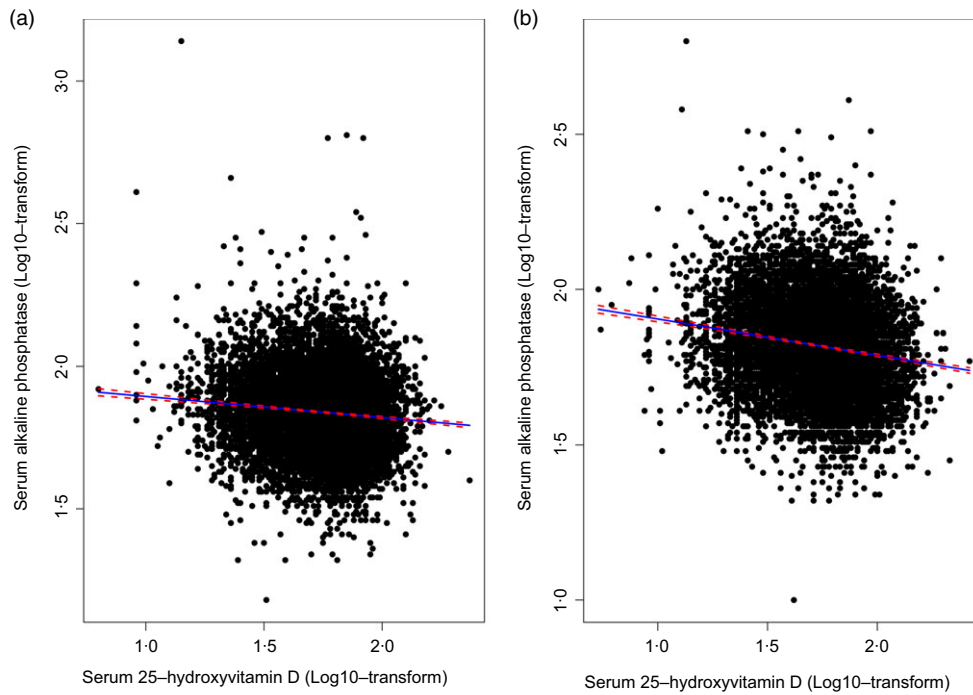 (a)
Serum alkaline phosphatase (Log10–transform)
3·0
2·5
2·0
1·5
1·0 1·5 2·0
Serum 25–hydroxyvitamin D (Log10–transform)
(b)
Serum alkaline phosphatase (Log10–transform)
2·5
2·0
1·5
1·0
1·0 1·5 2·0
Serum 25–hydroxyvitamin D (Log10–transform)